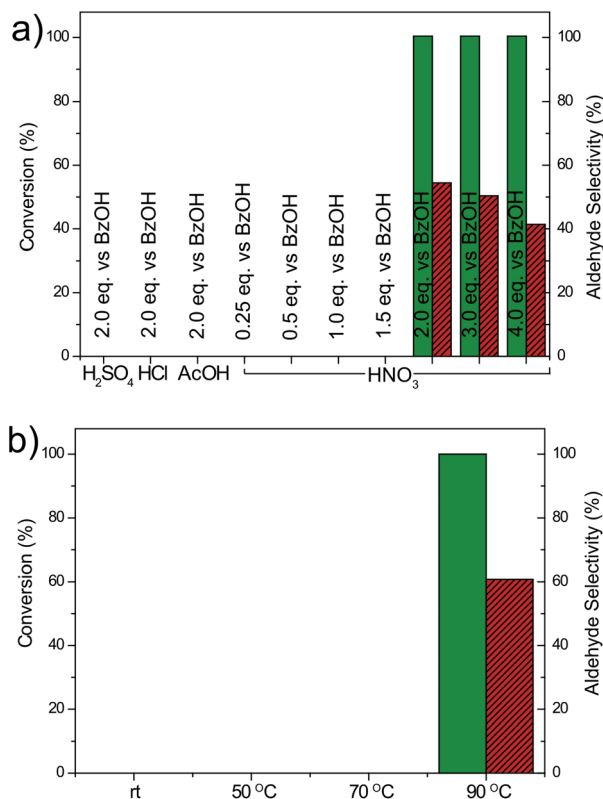 a)
Conversion (%)
100
80
60
40
20
0
2.0 eq. vs BzOH
2.0 eq. vs BzOH
2.0 eq. vs BzOH
0.25 eq. vs BzOH
0.5 eq. vs BzOH
1.0 eq. vs BzOH
1.5 eq. vs BzOH
2.0 eq. vs BzOH
3.0 eq. vs BzOH
4.0 eq. vs BzOH
100
80
60
40
20
0
Aldehyde Selectivity (%)
H₂SO₄ HCl AcOH HNO₃
b)
Conversion (%)
100
80
60
40
20
0
100
80
60
40
20
0
Aldehyde Selectivity (%)
rt 50 °C 70 °C 90 °C